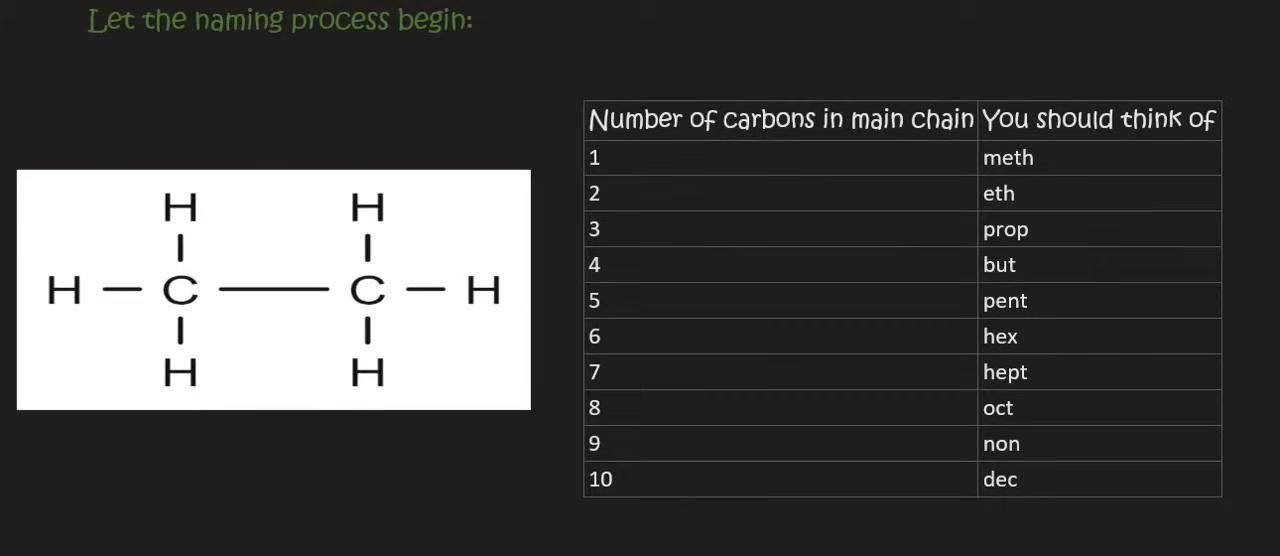 Let the naming process begin:
Number of carbons in main chain You should think of
1 meth
2 eth
3 prop
4 but
5 pent
6 hex
7 hept
8 oct
9 non
10 dec
H H
H C C H
H H